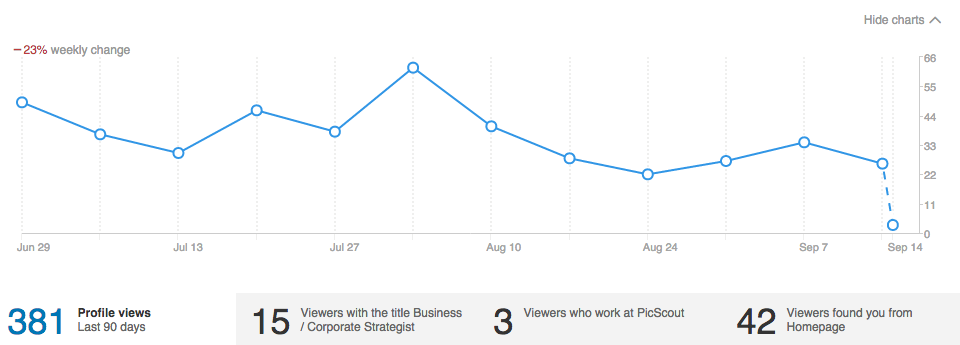 Hide charts
–23% weekly change
66
55
44
33
22
11
0
Jun 29 Jul 13 Jul 27 Aug 10 Aug 24 Sep 7 Sep 14
381 Profile views
Last 90 days
15 Viewers with the title Business
/ Corporate Strategist
3 Viewers who work at PicScout
42 Viewers found you from
Homepage